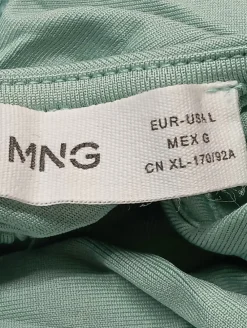 MNG
EUR-USA L
MEX G
CN XL-170/92A